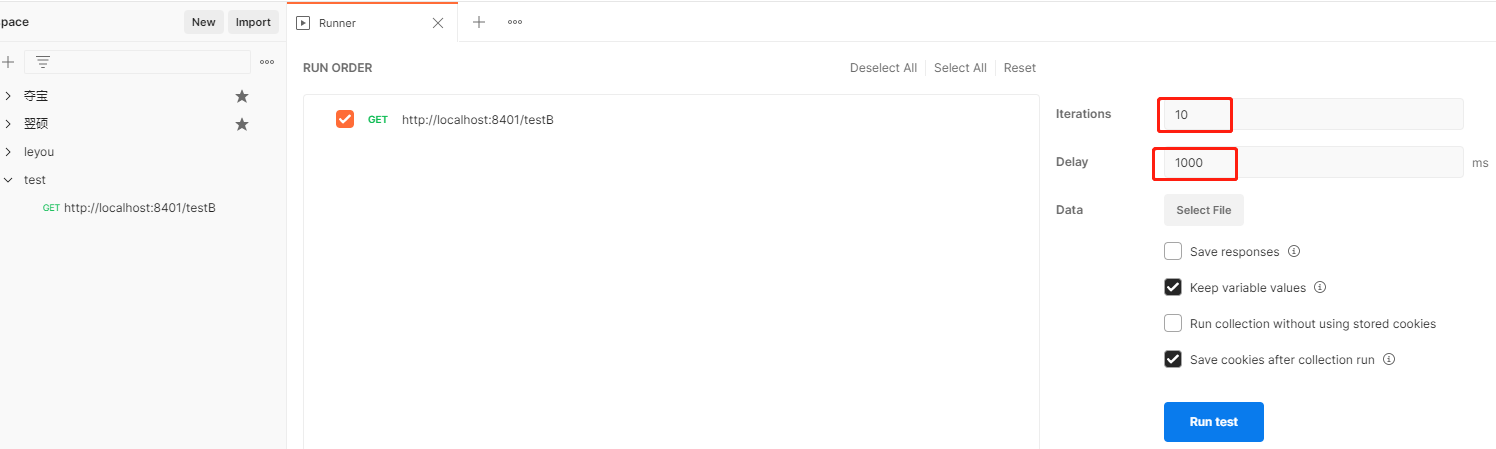 space
New
Import
Runner
夺宝
翌硕
leyou
test
GET http://localhost:8401/testB
RUN ORDER
Deselect All
Select All
Reset
GET http://localhost:8401/testB
Iterations
10
Delay
1000
ms
Data
Select File
Save responses
Keep variable values
Run collection without using stored cookies
Save cookies after collection run
Run test